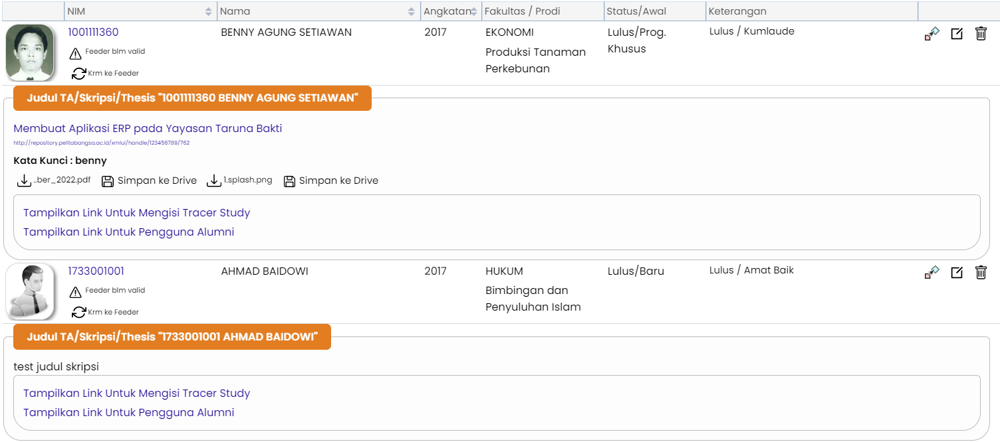 NIM Nama Angkatan Fakultas / Prodi Status/Awal Keterangan
1001111360 BENNY AGUNG SETIAWAN 2017 EKONOMI Lulus/Prog. Lulus / Kumlaude
Feeder blm valid Produksi Tanaman Khusus
Krm ke Feeder Perkebunan
Judul TA/Skripsi/Thesis "1001111360 BENNY AGUNG SETIAWAN"
Membuat Aplikasi ERP pada Yayasan Taruna Bakti
http://repository.pelitabangsa.ac.id/xmlui/handle/123456789/762
Kata Kunci : benny
..ber_2022.pdf Simpan ke Drive 1.splash.png Simpan ke Drive
Tampilkan Link Untuk Mengisi Tracer Study
Tampilkan Link Untuk Pengguna Alumni
1733001001 AHMAD BAIDOWI 2017 HUKUM Lulus/Baru Lulus / Amat Baik
Feeder blm valid Bimbingan dan
Krm ke Feeder Penyuluhan Islam
Judul TA/Skripsi/Thesis "1733001001 AHMAD BAIDOWI"
test judul skripsi
Tampilkan Link Untuk Mengisi Tracer Study
Tampilkan Link Untuk Pengguna Alumni